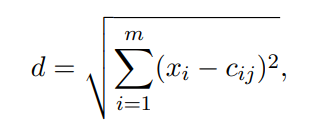 d = \sqrt{\sum_{i=1}^{m} (x_i - c_{ij})^2},